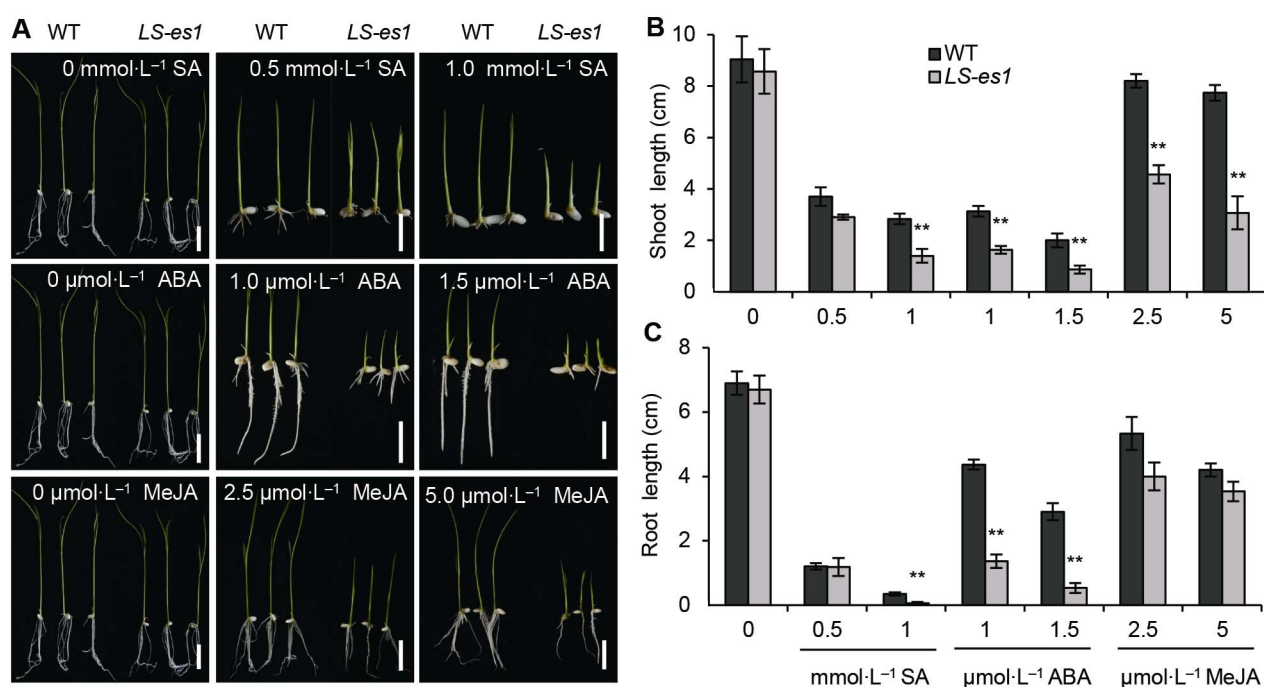 A WT LS-es1 WT LS-es1 WT LS-es1
0 mmol·L⁻¹ SA 0.5 mmol·L⁻¹ SA 1.0 mmol·L⁻¹ SA
0 µmol·L⁻¹ ABA 1.0 µmol·L⁻¹ ABA 1.5 µmol·L⁻¹ ABA
0 µmol·L⁻¹ MeJA 2.5 µmol·L⁻¹ MeJA 5.0 µmol·L⁻¹ MeJA
B
Shoot length (cm)
10
8
6
4
2
0
WT
LS-es1
** ** ** ** **
0 0.5 1 1 1.5 2.5 5
C
Root length (cm)
8
6
4
2
0
** ** **
0 0.5 1 1 1.5 2.5 5
mmol·L⁻¹ SA µmol·L⁻¹ ABA µmol·L⁻¹ MeJA